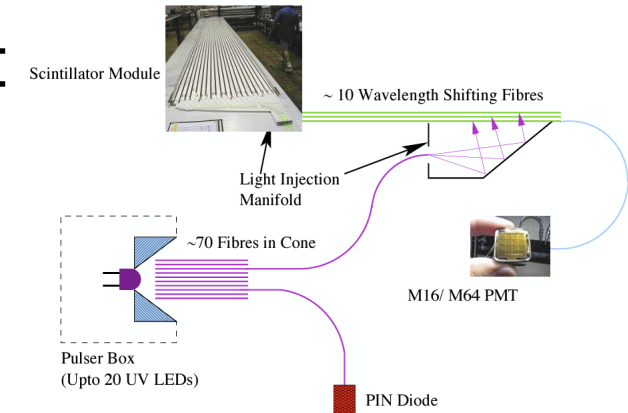 Scintillator Module
~ 10 Wavelength Shifting Fibres
Light Injection
Manifold
~70 Fibres in Cone
M16/ M64 PMT
Pulser Box
(Upto 20 UV LEDs)
PIN Diode